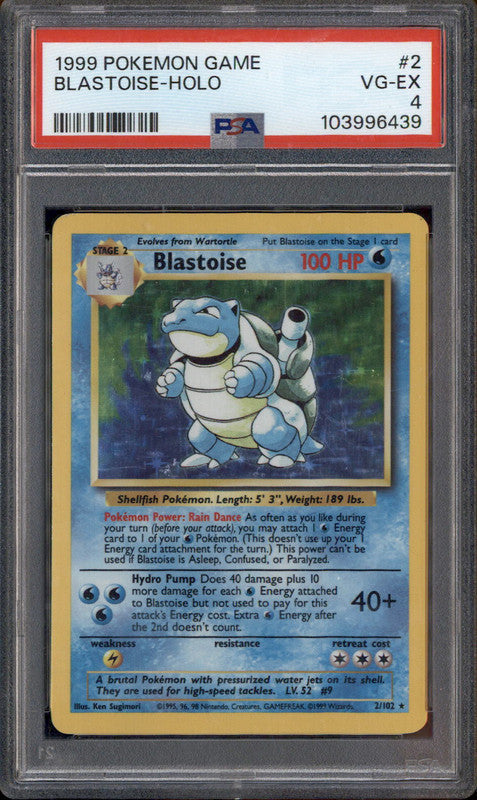 1999 POKEMON GAME #2
BLASTOISE-HOLO VG-EX
4
PSA 103996439
Evolves from Wartortle Put Blastoise on the Stage 1 card
STAGE 2
Blastoise 100 HP
Shellfish Pokémon. Length: 5' 3", Weight: 189 lbs.
Pokémon Power: Rain Dance As often as you like during
your turn (before your attack), you may attach 1 Energy
card to 1 of your Pokémon. (This doesn't use up your 1
Energy card attachment for the turn.) This power can't be
used if Blastoise is Asleep, Confused, or Paralyzed.
Hydro Pump Does 40 damage plus 10
more damage for each Energy attached
to Blastoise but not used to pay for this
attack's Energy cost. Extra Energy after
the 2nd doesn't count.
40+
weakness resistance retreat cost
A brutal Pokémon with pressurized water jets on its shell.
They are used for high-speed tackles. LV. 52 #9
Illus. Ken Sugimori ©1995, 96, 98 Nintendo, Creatures, GAMEFREAK. ©1999 Wizards. 2/102 ★